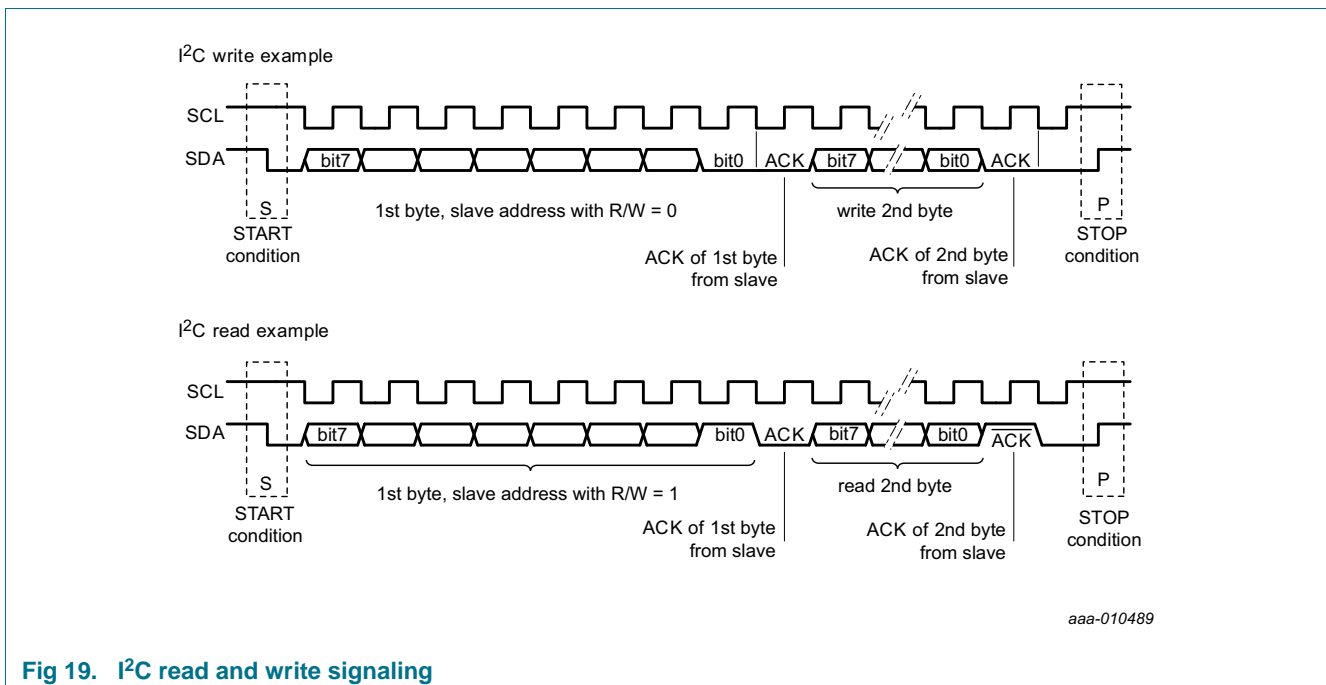 I²C write example
SCL
SDA bit7 bit0 ACK bit7 bit0 ACK
S 1st byte, slave address with R/W = 0 write 2nd byte P
START
condition
ACK of 1st byte
from slave
ACK of 2nd byte
from slave
STOP
condition
I²C read example
SCL
SDA bit7 bit0 ACK bit7 bit0 A̅C̅K̅
S 1st byte, slave address with R/W = 1 read 2nd byte P
START
condition
ACK of 1st byte
from slave
ACK of 2nd byte
from slave
STOP
condition
aaa-010489
Fig 19. I²C read and write signaling